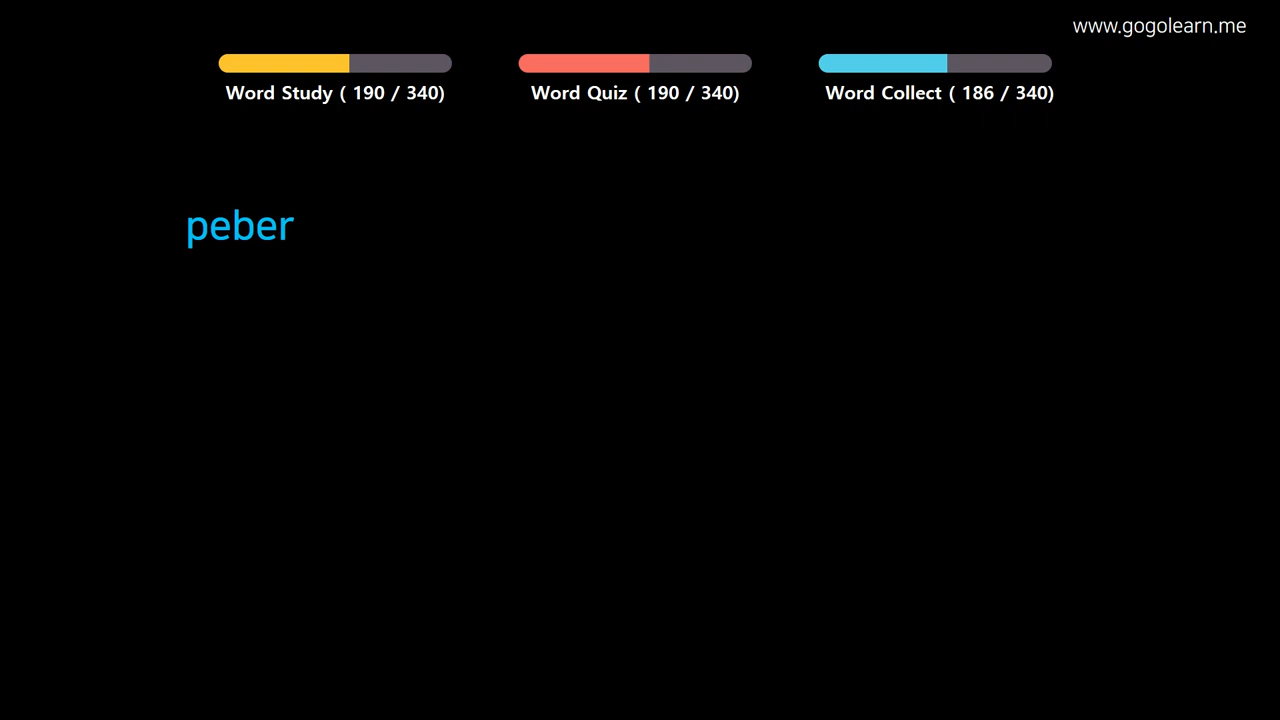 www.gogolearn.me
Word Study ( 190 / 340)
Word Quiz ( 190 / 340)
Word Collect ( 186 / 340)
peber